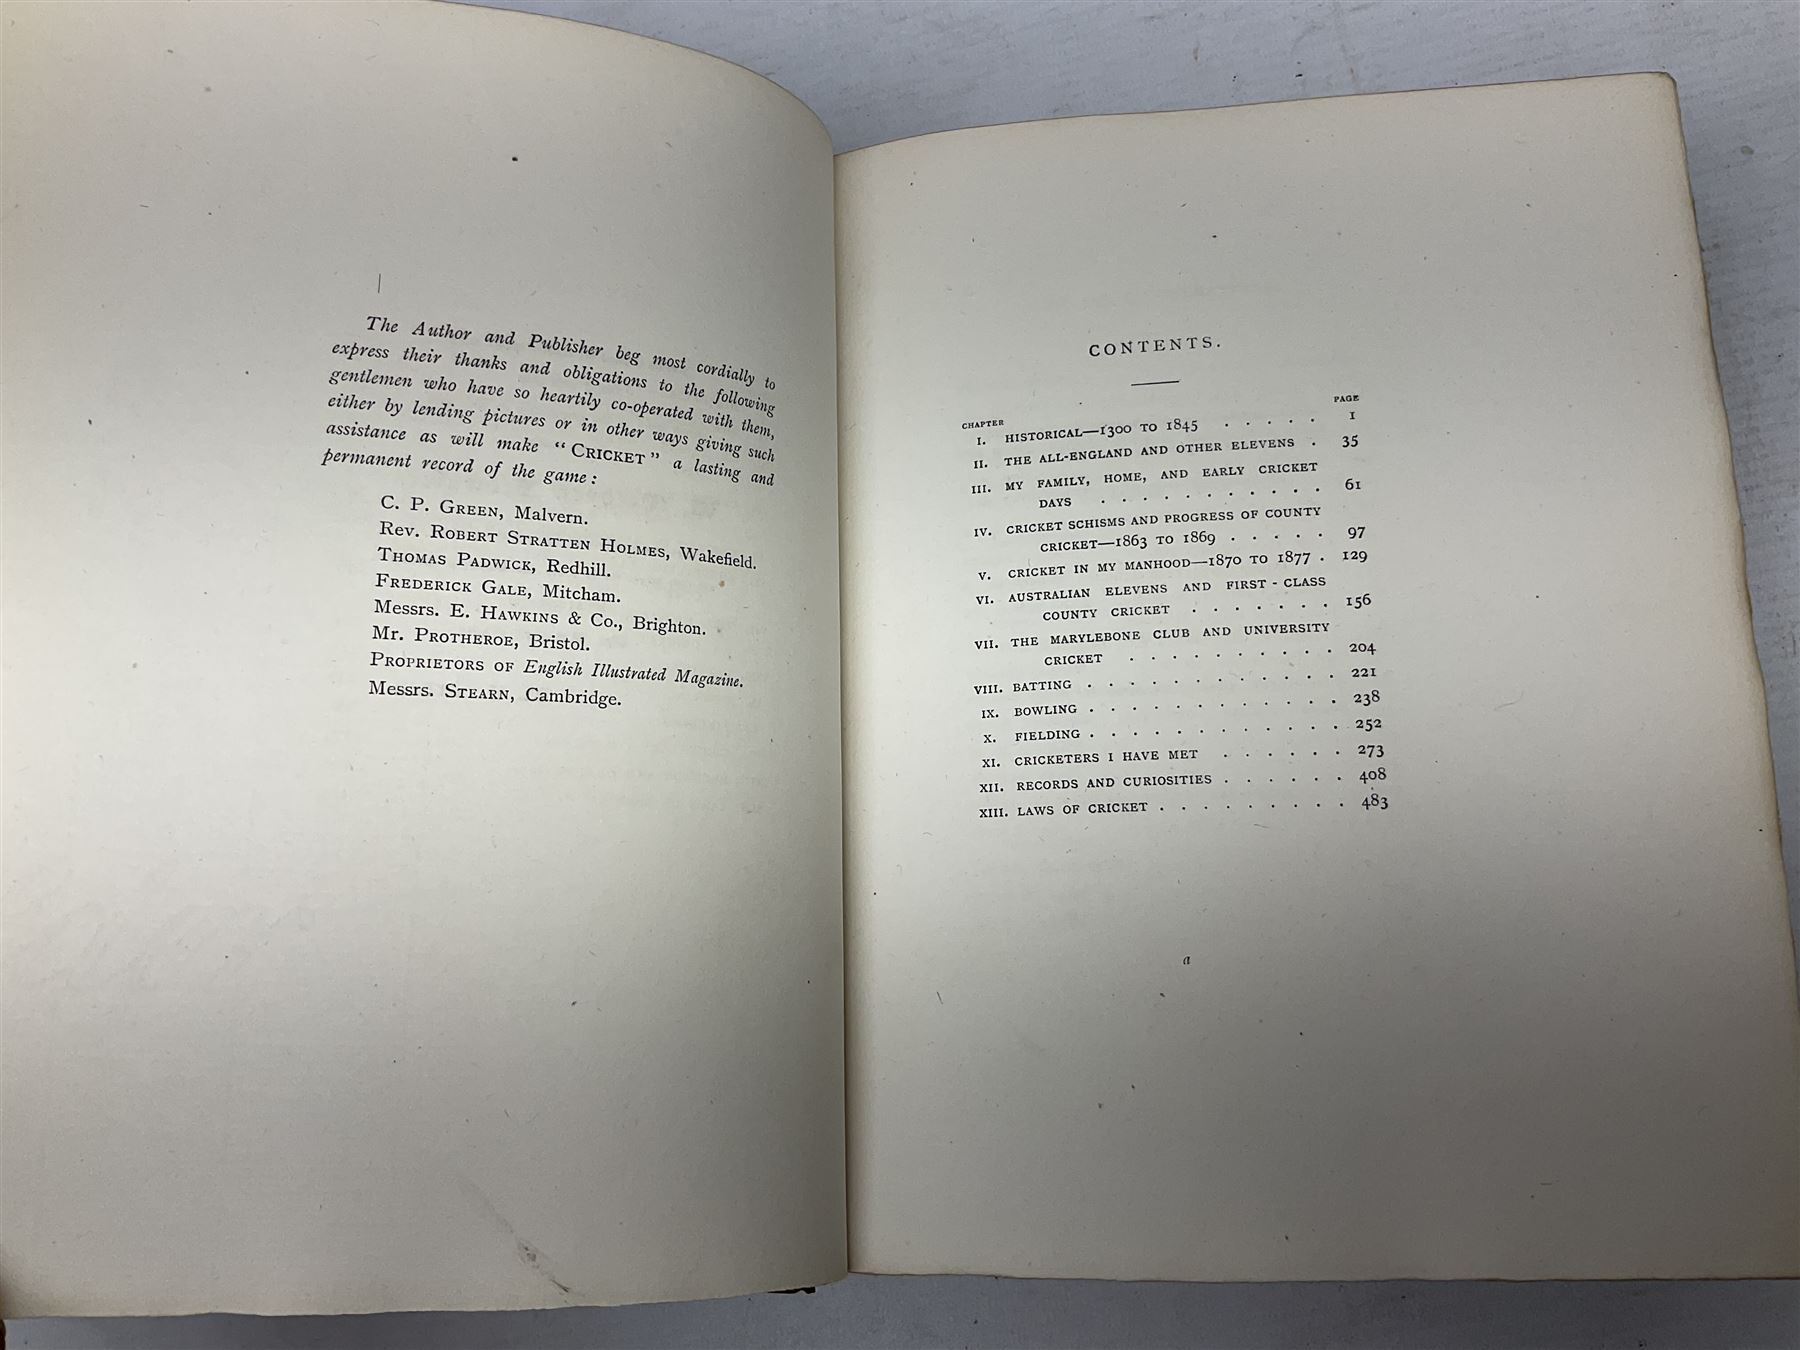 The Author and Publisher beg most cordially to
express their thanks and obligations to the following
gentlemen who have so heartily co-operated with them,
either by lending pictures or in other ways giving such
assistance as will make "CRICKET" a lasting and
permanent record of the game:
C. P. GREEN, Malvern.
Rev. ROBERT STRATTEN HOLMES, Wakefield.
THOMAS PADWICK, Redhill.
FREDERICK GALE, Mitcham.
Messrs. E. HAWKINS & Co., Brighton.
Mr. PROTHEROE, Bristol.
PROPRIETORS OF English Illustrated Magazine.
Messrs. STEARN, Cambridge.
CONTENTS.
CHAPTER PAGE
I. HISTORICAL—1300 TO 1845 . . . . . 1
II. THE ALL-ENGLAND AND OTHER ELEVENS . 35
III. MY FAMILY, HOME, AND EARLY CRICKET
DAYS . . . . . . . . . . . 61
IV. CRICKET SCHISMS AND PROGRESS OF COUNTY
CRICKET—1863 TO 1869 . . . . . 97
V. CRICKET IN MY MANHOOD—1870 TO 1877 . 129
VI. AUSTRALIAN ELEVENS AND FIRST-CLASS
COUNTY CRICKET . . . . . . . 156
VII. THE MARYLEBONE CLUB AND UNIVERSITY
CRICKET . . . . . . . . . . 204
VIII. BATTING . . . . . . . . . . . . 221
IX. BOWLING . . . . . . . . . . . . 238
X. FIELDING . . . . . . . . . . . . 252
XI. CRICKETERS I HAVE MET . . . . . . 273
XII. RECORDS AND CURIOSITIES . . . . . . 408
XIII. LAWS OF CRICKET . . . . . . . . . 483
a